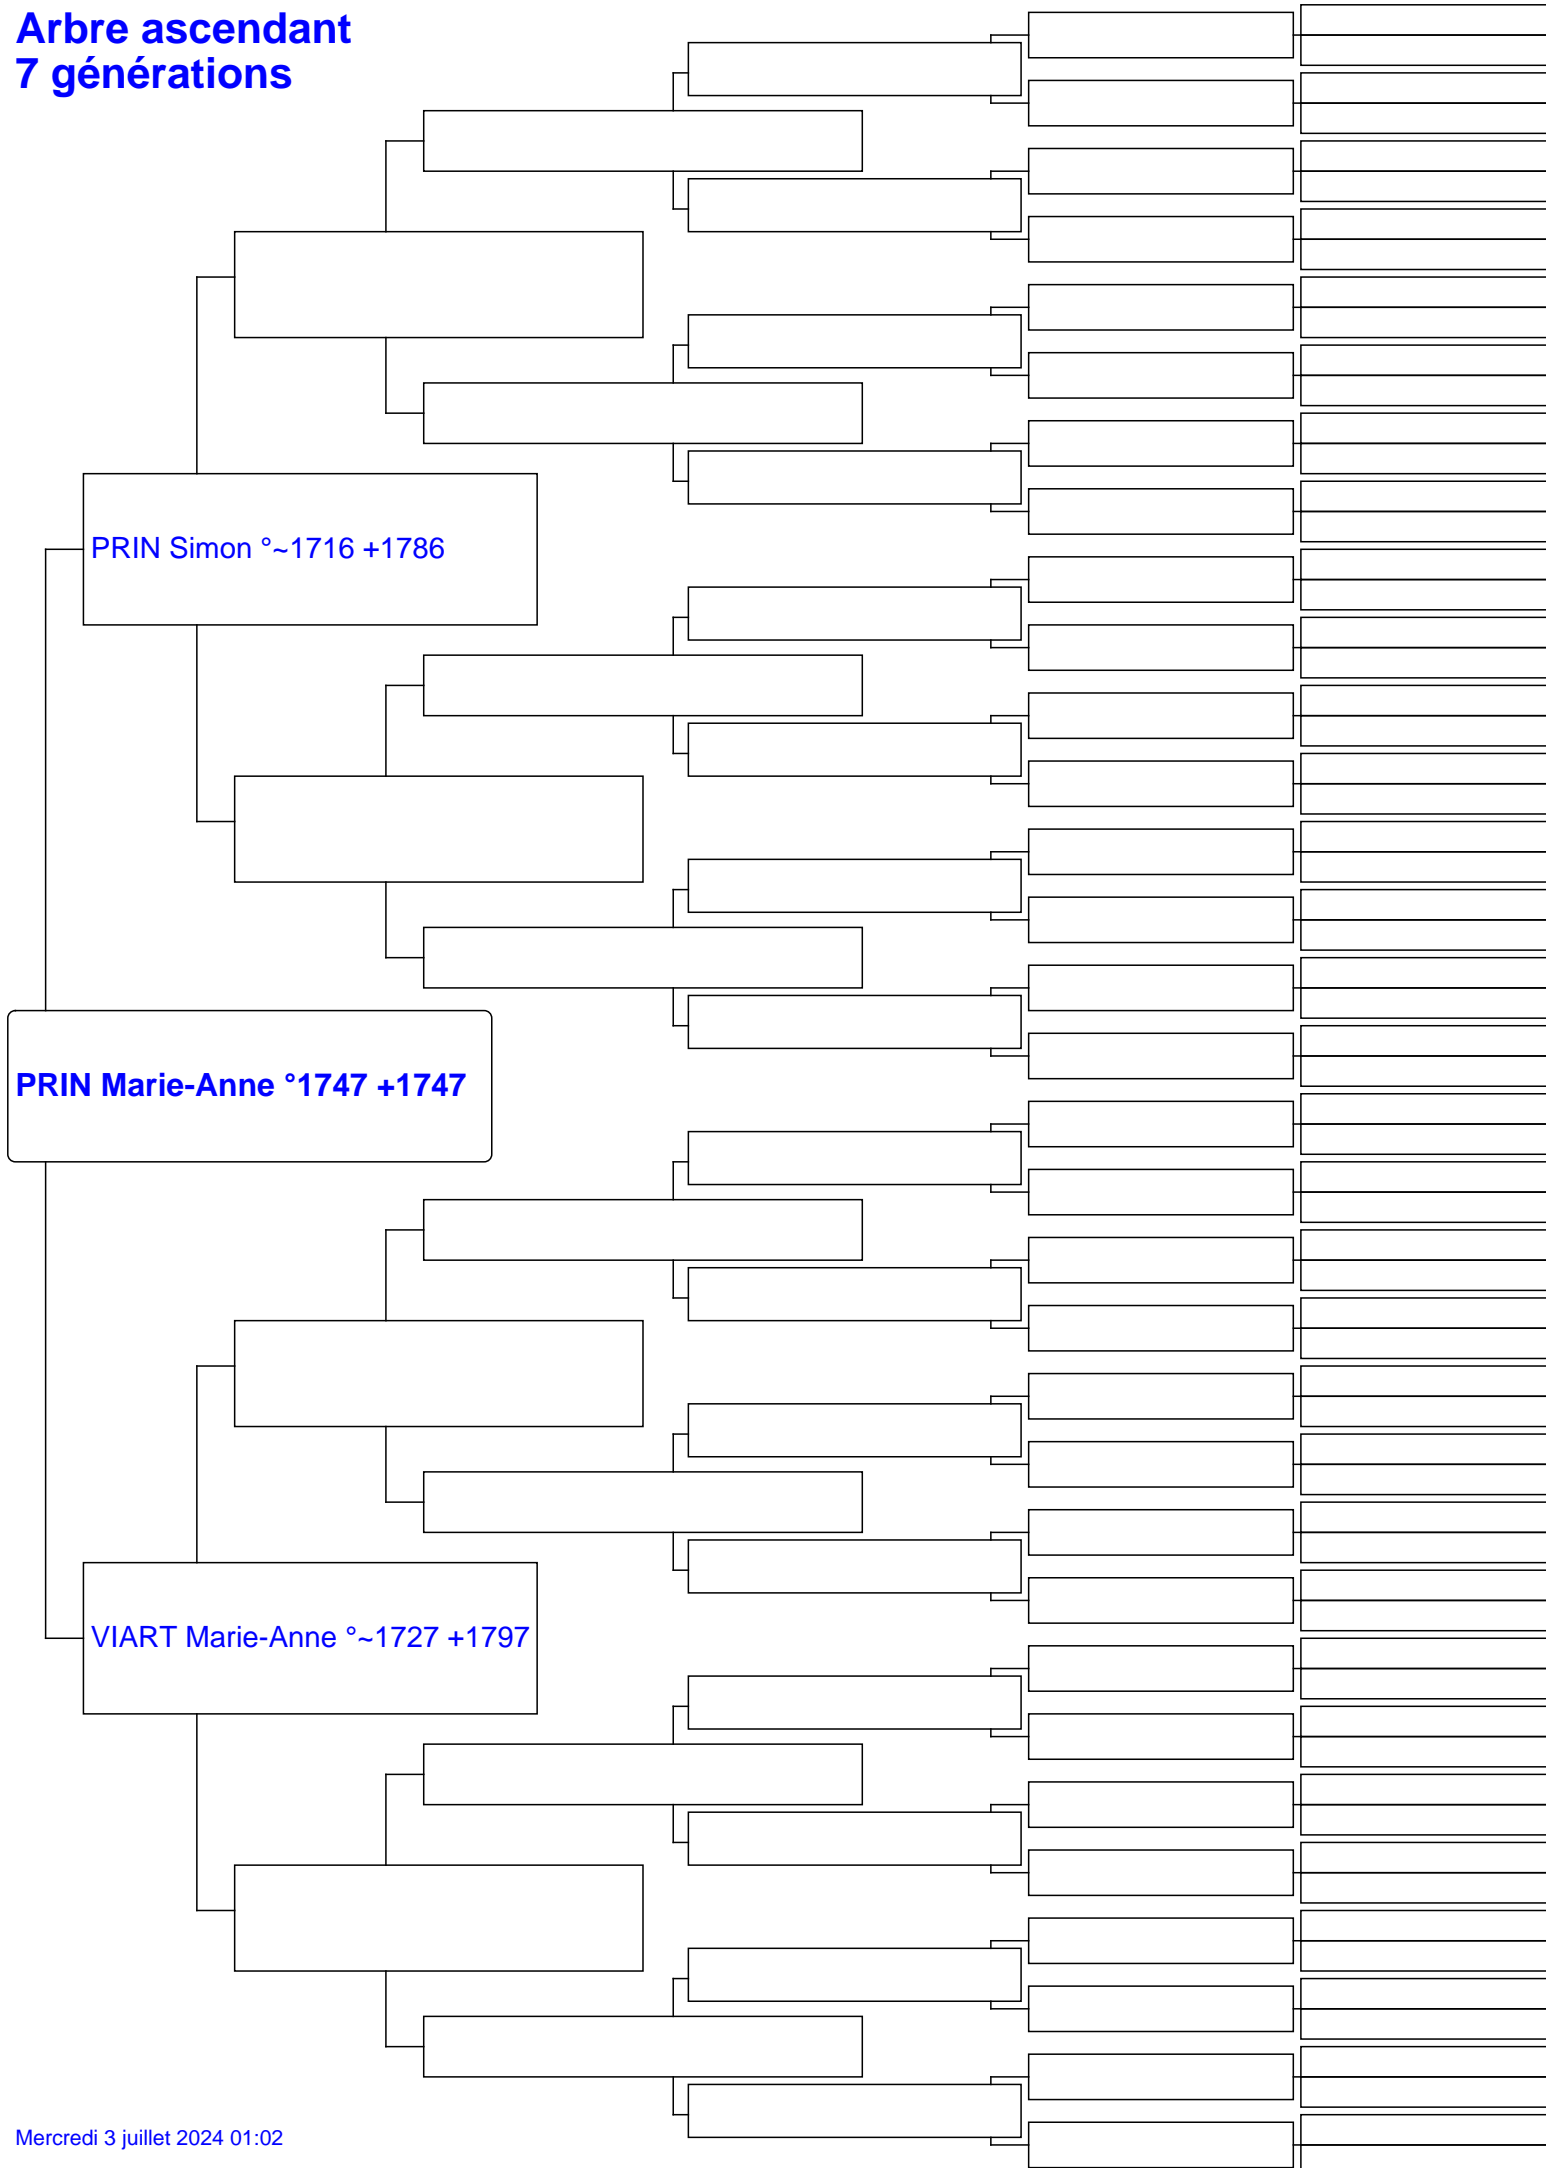 Arbre ascendant
7 générations
PRIN Simon °~1716 +1786
PRIN Marie-Anne °1747 +1747
VIART Marie-Anne °~1727 +1797
Mercredi 3 juillet 2024 01:02